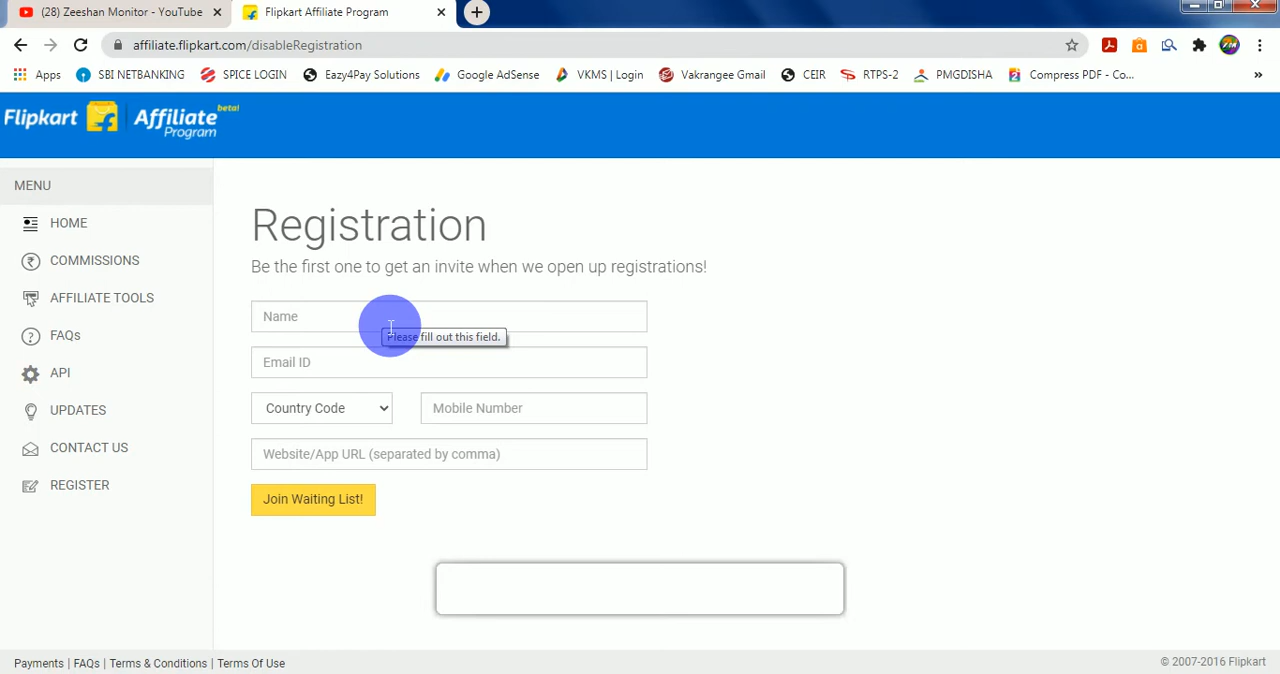 (28) Zeeshan Monitor - YouTube
Flipkart Affiliate Program
affiliate.flipkart.com/disableRegistration
Apps
SBI NETBANKING
SPICE LOGIN
Eazy4Pay Solutions
Google AdSense
VKMS | Login
Vakrangee Gmail
CEIR
RTPS-2
PMGDISHA
Compress PDF - Co...
»
Flipkart
Affiliate beta!
Program
MENU
HOME
COMMISSIONS
AFFILIATE TOOLS
FAQs
API
UPDATES
CONTACT US
REGISTER
Registration
Be the first one to get an invite when we open up registrations!
Name
Please fill out this field.
Email ID
Country Code
Mobile Number
Website/App URL (separated by comma)
Join Waiting List!
Payments | FAQs | Terms & Conditions | Terms Of Use
© 2007-2016 Flipkart